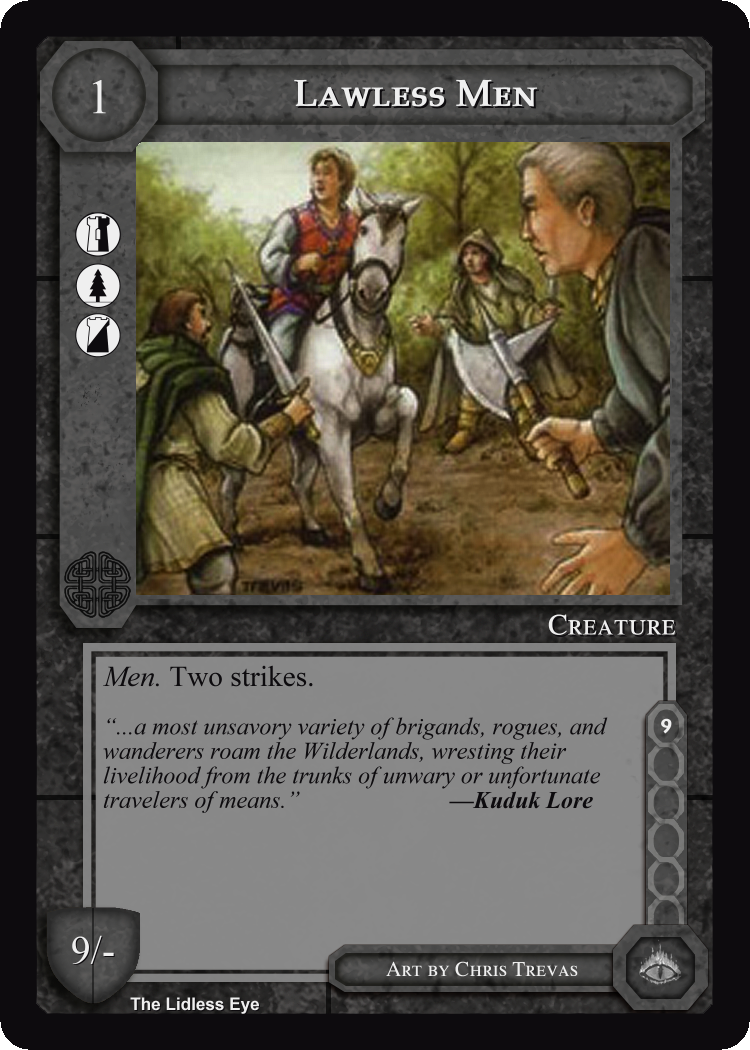 1
Lawless Men
TREVAS
Creature
Men. Two strikes.
“...a most unsavory variety of brigands, rogues, and
wanderers roam the Wilderlands, wresting their
livelihood from the trunks of unwary or unfortunate
travelers of means.” —Kuduk Lore
9
9/-
Art by Chris Trevas
The Lidless Eye